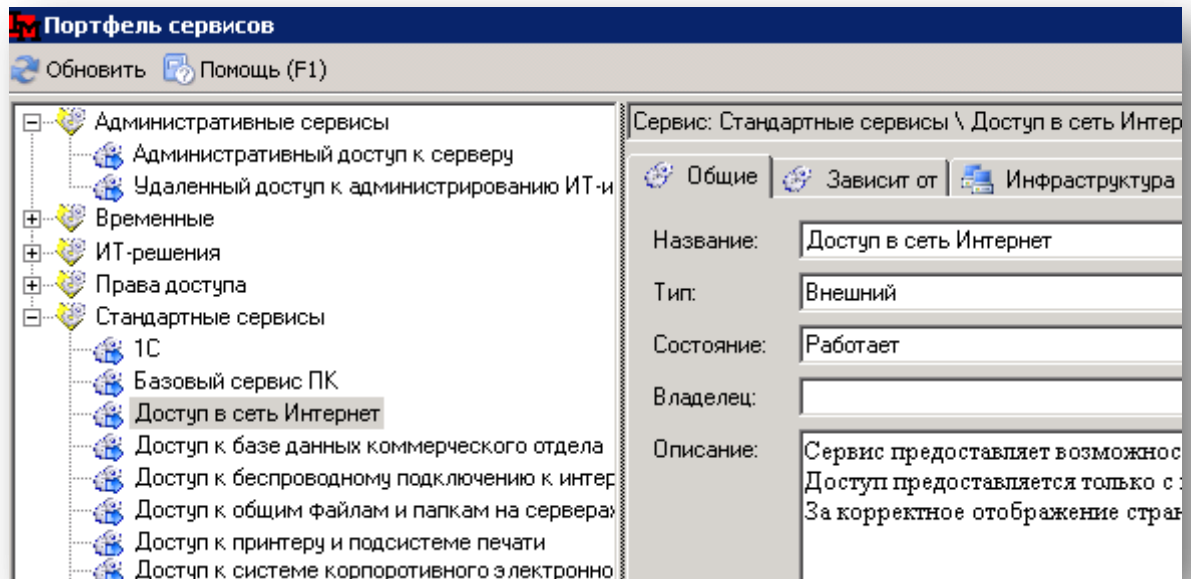 Портфель сервисов
Обновить Помощь (F1)
Административные сервисы
Административный доступ к серверу
Удаленный доступ к администрированию ИТ-и
Временные
ИТ-решения
Права доступа
Стандартные сервисы
1С
Базовый сервис ПК
Доступ в сеть Интернет
Доступ к базе данных коммерческого отдела
Доступ к беспроводному подключению к интер
Доступ к общим файлам и папкам на сервера
Доступ к принтеру и подсистеме печати
Доступ к системе корпоротивного электронно
Сервис: Стандартные сервисы \ Доступ в сеть Интер
Общие Зависит от Инфраструктура
Название: Доступ в сеть Интернет
Тип: Внешний
Состояние: Работает
Владелец:
Описание: Сервис предоставляет возможнос
Доступ предоставляется только с
За корректное отображение стран